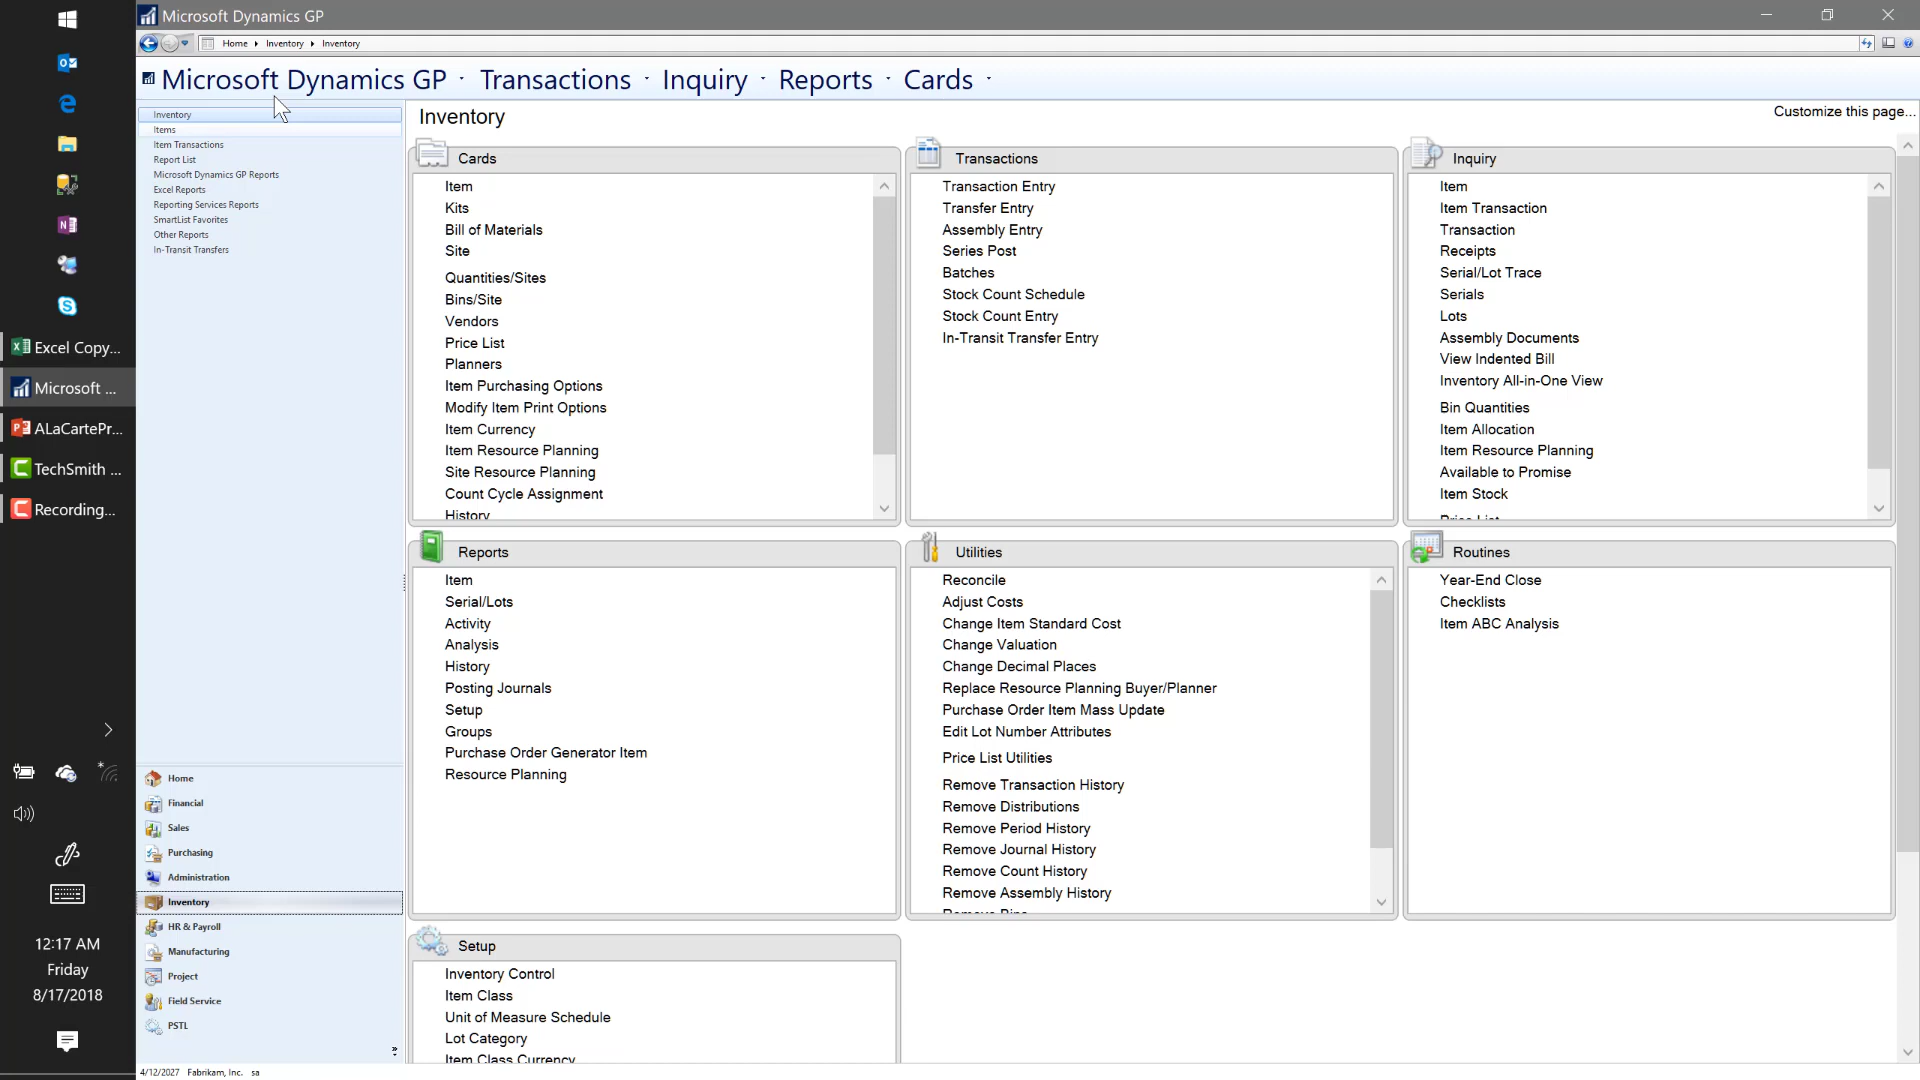 Microsoft Dynamics GP
Home
Inventory
Inventory
Microsoft Dynamics GP
Transactions
Inquiry
Reports
Cards
Inventory
Items
Item Transactions
Report List
Microsoft Dynamics GP Reports
Excel Reports
Reporting Services Reports
SmartList Favorites
Other Reports
In-Transit Transfers
Excel Copy...
Microsoft ...
ALaCartePr...
TechSmith ...
Recording...
12:17 AM
Friday
8/17/2018
Home
Financial
Sales
Purchasing
Administration
Inventory
HR & Payroll
Manufacturing
Project
Field Service
PSTL
Inventory
Customize this page...
Cards
Item
Kits
Bill of Materials
Site
Quantities/Sites
Bins/Site
Vendors
Price List
Planners
Item Purchasing Options
Modify Item Print Options
Item Currency
Item Resource Planning
Site Resource Planning
Count Cycle Assignment
History
Transactions
Transaction Entry
Transfer Entry
Assembly Entry
Series Post
Batches
Stock Count Schedule
Stock Count Entry
In-Transit Transfer Entry
Inquiry
Item
Item Transaction
Transaction
Receipts
Serial/Lot Trace
Serials
Lots
Assembly Documents
View Indented Bill
Inventory All-in-One View
Bin Quantities
Item Allocation
Item Resource Planning
Available to Promise
Item Stock
Price List
Reports
Item
Serial/Lots
Activity
Analysis
History
Posting Journals
Setup
Groups
Purchase Order Generator Item
Resource Planning
Utilities
Reconcile
Adjust Costs
Change Item Standard Cost
Change Valuation
Change Decimal Places
Replace Resource Planning Buyer/Planner
Purchase Order Item Mass Update
Edit Lot Number Attributes
Price List Utilities
Remove Transaction History
Remove Distributions
Remove Period History
Remove Journal History
Remove Count History
Remove Assembly History
Remove Bins
Routines
Year-End Close
Checklists
Item ABC Analysis
Setup
Inventory Control
Item Class
Unit of Measure Schedule
Lot Category
Item Class Currency
4/12/2027 Fabrikam, Inc. sa